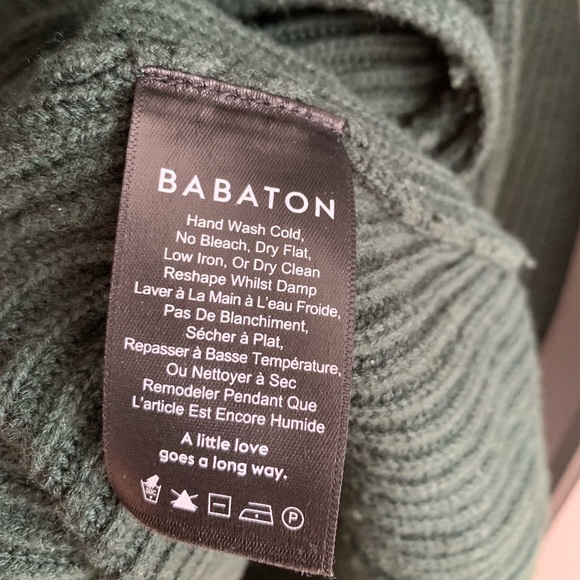 BABATON
Hand Wash Cold,
No Bleach, Dry Flat,
Low Iron, Or Dry Clean
Reshape Whilst Damp
Laver à La Main à L'eau Froide,
Pas De Blanchiment,
Sécher à Plat,
Repasser à Basse Température,
Ou Nettoyer à Sec
Remodeler Pendant Que
L'article Est Encore Humide
A little love
goes a long way.
P